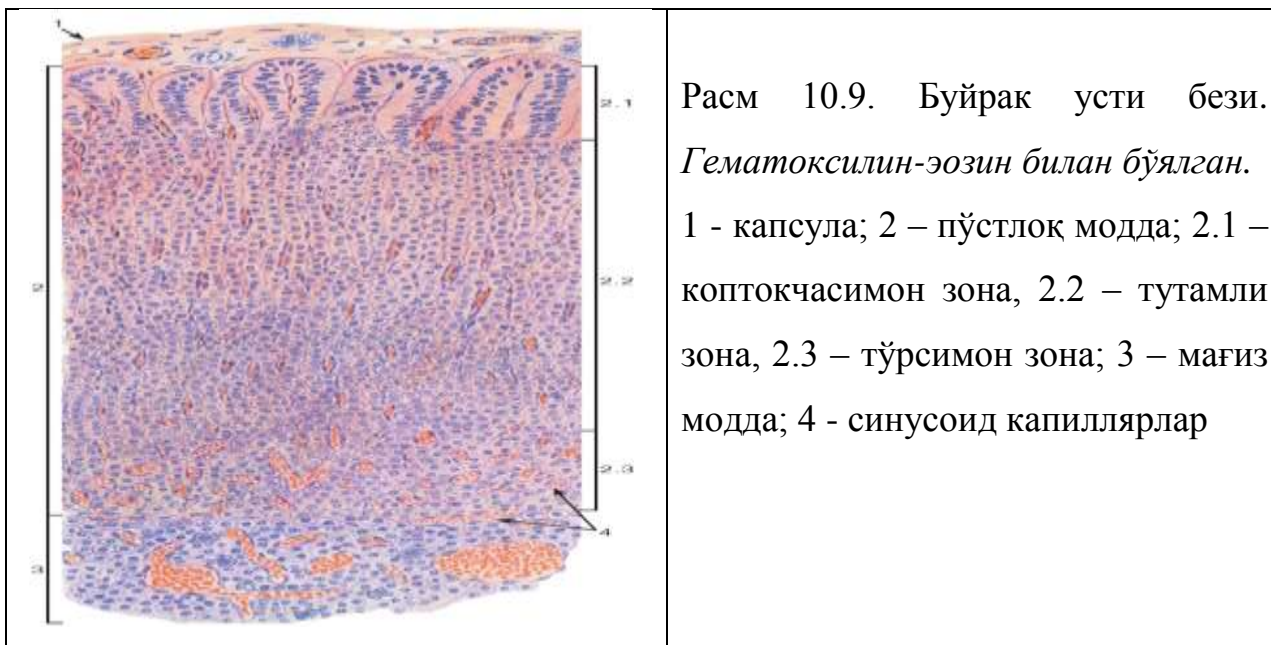 1
2.1
2
2.2
2.3
4
3
Расм 10.9. Буйрак усти бези.
Гематоксилин-эозин билан бўялган.
1 - капсула; 2 – пўстлоқ модда; 2.1 –
коптокчасимон зона, 2.2 – тутамли
зона, 2.3 – тўрсимон зона; 3 – мағиз
модда; 4 - синусоид капиллярлар